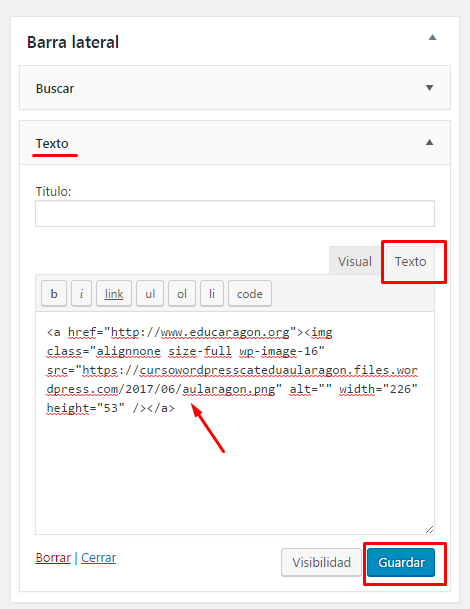 Barra lateral
Buscar
Texto
Título:
Visual Texto
b i link ul ol li code
<a href="http://www.educaragon.org"><img
class="alignnone size-full wp-image-16"
src="https://cursowordpresscateduaularagon.files.wo
rdpress.com/2017/06/aularagon.png" alt="" width="226"
height="53" /></a>
Borrar | Cerrar Visibilidad Guardar